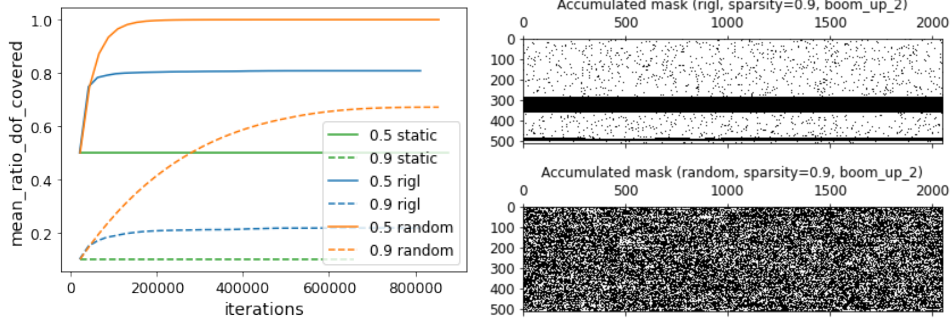 mean_ratio_dof_covered
1.0
0.8
0.6
0.4
0.2
0 200000 400000 600000 800000
iterations
0.5 static
0.9 static
0.5 rigl
0.9 rigl
0.5 random
0.9 random
Accumulated mask (rigl, sparsity=0.9, boom_up_2)
0 500 1000 1500 2000
0
100
200
300
400
500
Accumulated mask (random, sparsity=0.9, boom_up_2)
0 500 1000 1500 2000
0
100
200
300
400
500